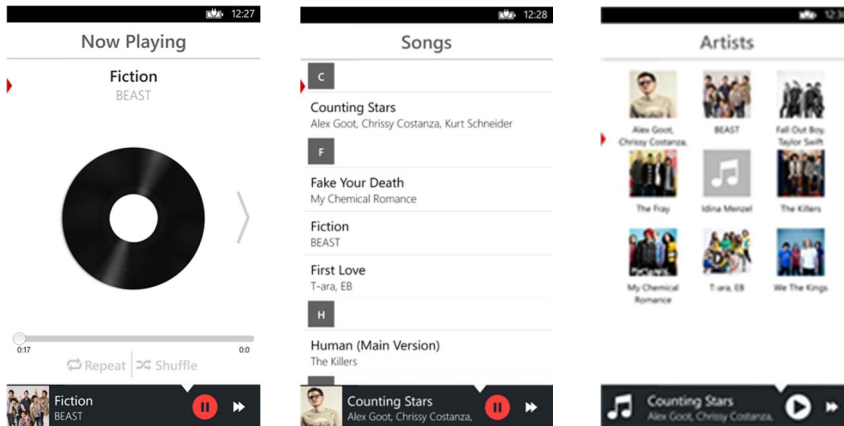 12:27
Now Playing
Fiction
BEAST
0:17
0:0
Repeat
Shuffle
Fiction
BEAST
12:28
Songs
C
Counting Stars
Alex Goot, Chrissy Costanza, Kurt Schneider
F
Fake Your Death
My Chemical Romance
Fiction
BEAST
First Love
T-ara, EB
H
Human (Main Version)
The Killers
Counting Stars
Alex Goot, Chrissy Costanza,
Artists
Alex Goot,
Chrissy Costanza,
BEAST
Fall Out Boy,
Taylor Swift
The Fray
Idina Menzel
The Killers
My Chemical
Romance
T-ara, EB
We The Kings
Counting Stars
Alex Goot, Chrissy Costanza,